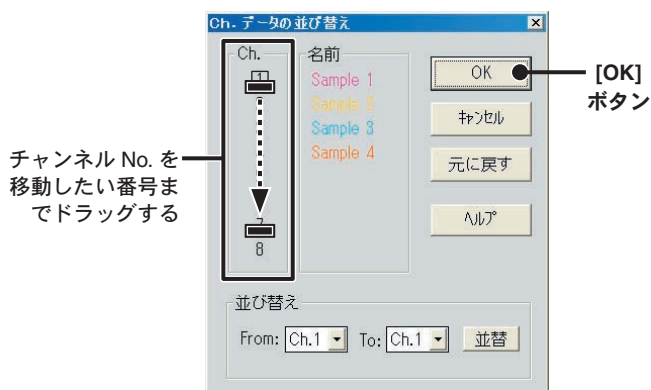 Ch. データの並び替え
Ch.
1
7
8
名前
Sample 1
Sample 2
Sample 3
Sample 4
OK
キャンセル
元に戻す
ヘルプ
[OK]
ボタン
チャンネル No. を
移動したい番号ま
でドラッグする
並び替え
From: Ch.1 To: Ch.1 並替